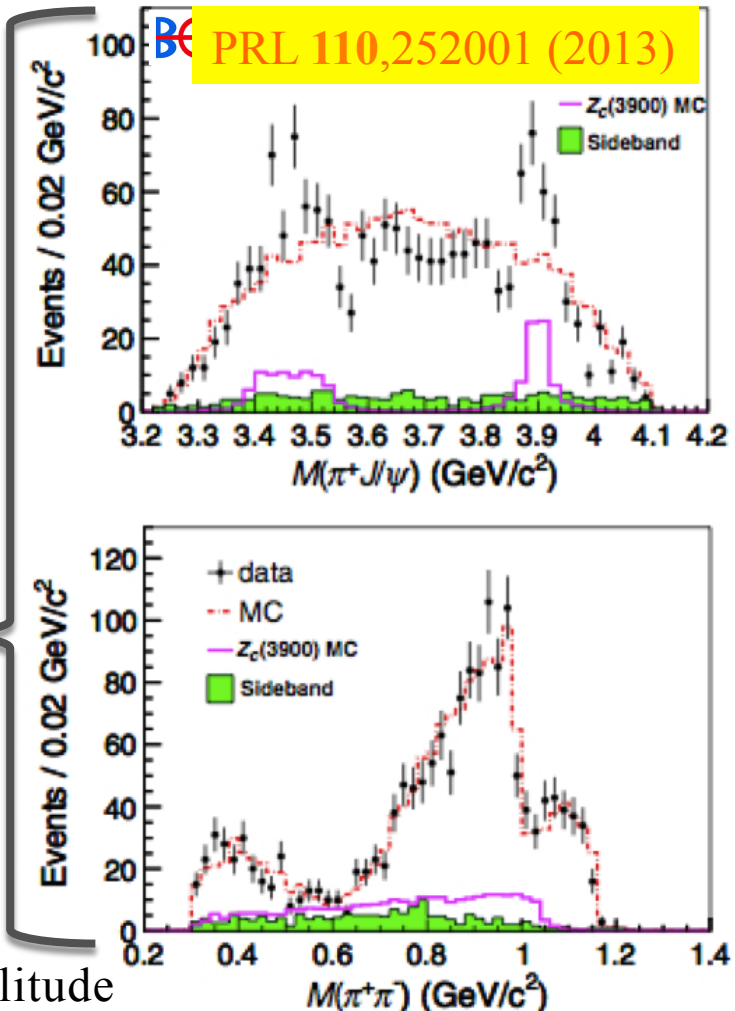 PRL 110,252001 (2013)
Zc(3900) MC
Sideband
Events / 0.02 GeV/c²
100
80
60
40
20
0
3.2 3.3 3.4 3.5 3.6 3.7 3.8 3.9 4 4.1 4.2
M(π⁺J/ψ) (GeV/c²)
data
MC
Zc(3900) MC
Sideband
Events / 0.02 GeV/c²
120
100
80
60
40
20
0
0.2 0.4 0.6 0.8 1 1.2 1.4
M(π⁺π⁻) (GeV/c²)
litude